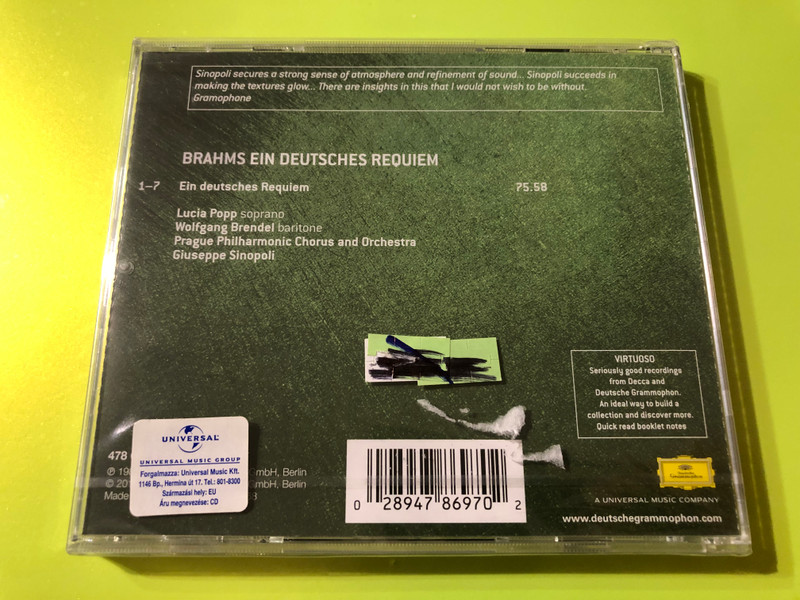 Sinopoli secures a strong sense of atmosphere and refinement of sound... Sinopoli succeeds in
making the textures glow... There are insights in this that I would not wish to be without.
Gramophone
BRAHMS EIN DEUTSCHES REQUIEM
1–7 Ein deutsches Requiem 75.58
Lucia Popp soprano
Wolfgang Brendel baritone
Prague Philharmonic Chorus and Orchestra
Giuseppe Sinopoli
VIRTUOSO
Seriously good recordings
from Decca and
Deutsche Grammophon.
An ideal way to build a
collection and discover more.
Quick read booklet notes
478
UNIVERSAL
UNIVERSAL MUSIC GROUP
Forgalmazza: Universal Music Kft.
1146 Bp., Hermina út 17. Tel.: 801-8300
Származási hely: EU
Áru megnevezése: CD
GmbH, Berlin
GmbH, Berlin
Made
0 28947 86970 2
Deutsche
Grammophon
A UNIVERSAL MUSIC COMPANY
www.deutschegrammophon.com